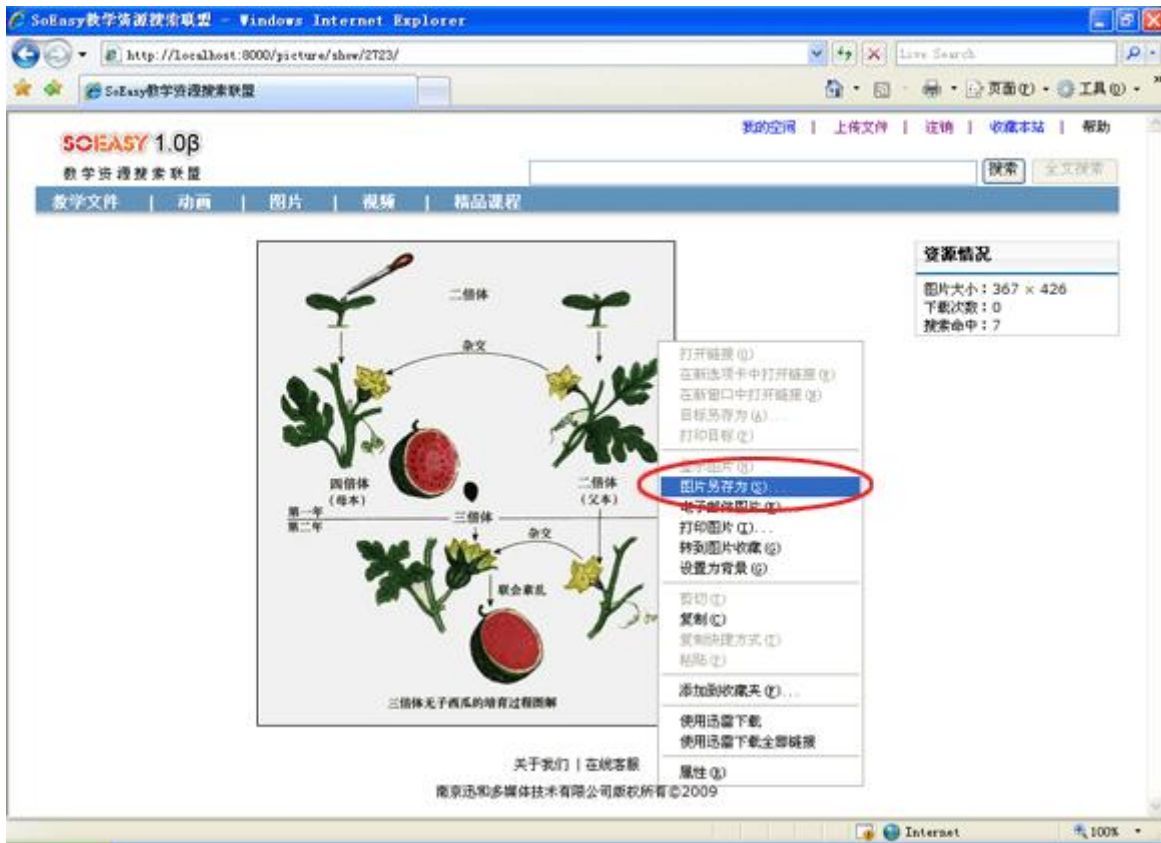 SoEasy教学资源搜索联盟 - Windows Internet Explorer
http://localhost:8000/picture/show/2723/
Live Search
SoEasy教学资源搜索联盟
页面(P)
工具(O)
我的空间 | 上传文件 | 注销 | 收藏本站 | 帮助
SOEASY 1.0β
教学资源搜索联盟
搜索
全文搜索
教学文件 | 动画 | 图片 | 视频 | 精品课程
二倍体
杂交
四倍体
(母本)
二倍体
(父本)
第一年
第二年
三倍体
杂交
联会紊乱
三倍体无子西瓜的培育过程图解
资源情况
图片大小：367 × 426
下载次数：0
搜索命中：7
打开链接(O)
在新选项卡中打开链接(W)
在新窗口中打开链接(N)
目标另存为(A)...
打印目标(P)
显示图片(H)
图片另存为(S)...
电子邮件图片(E)...
打印图片(I)...
转到图片收藏(G)
设置为背景(G)
剪切(T)
复制(C)
复制快捷方式(T)
粘贴(P)
添加到收藏夹(F)...
使用迅雷下载
使用迅雷下载全部链接
属性(R)
关于我们 | 在线客服
南京迅和多媒体技术有限公司版权所有©2009
Internet
100%